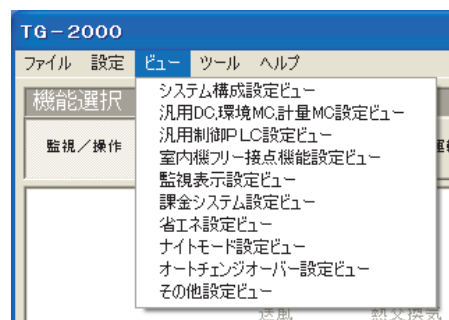 TG-2000
ファイル 設定 ビュー ツール ヘルプ
機能選択
監視／操作
システム構成設定ビュー
汎用DC,環境MC,計量MC設定ビュー
汎用制御PLC設定ビュー
室内機フリー接点機能設定ビュー
監視表示設定ビュー
課金システム設定ビュー
省エネ設定ビュー
ナイトモード設定ビュー
オートチェンジオーバー設定ビュー
その他設定ビュー
送風 熱交換気